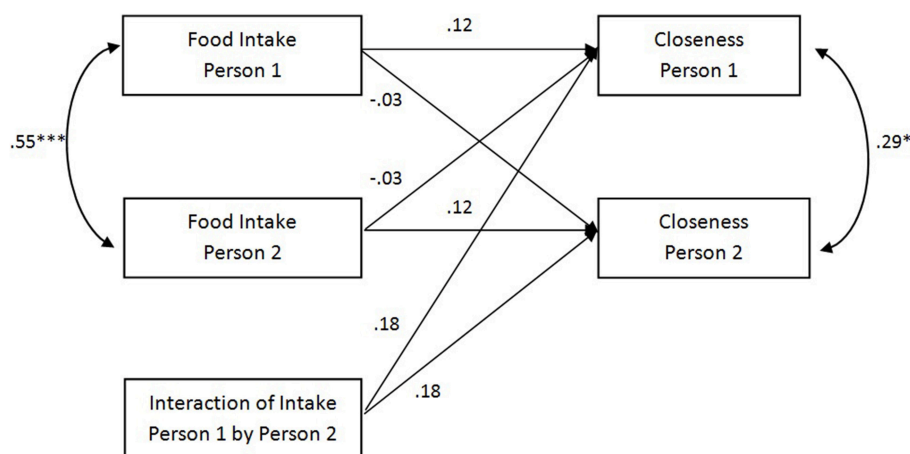 .12
Food Intake
Person 1
Closeness
Person 1
-.03
.55***
.29*
-.03
.12
Food Intake
Person 2
Closeness
Person 2
.18
.18
Interaction of Intake
Person 1 by Person 2